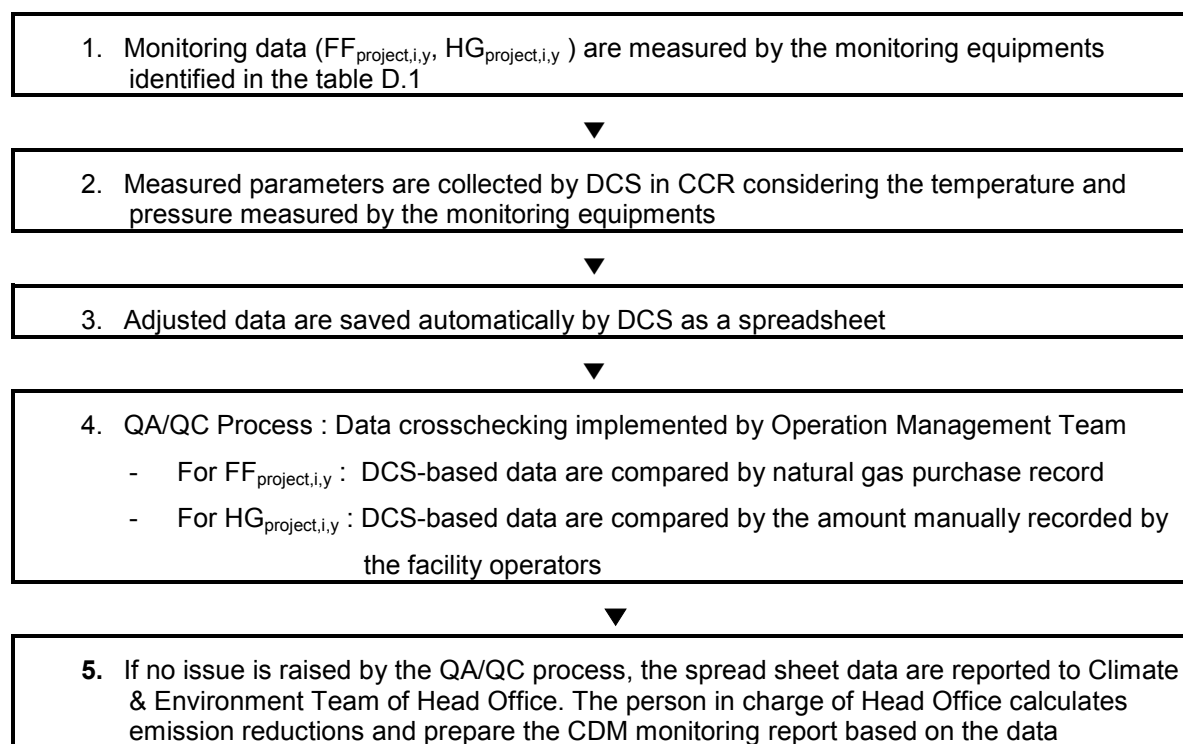 1. Monitoring data (FFproject,i,y, HGproject,i,y ) are measured by the monitoring equipments
identified in the table D.1
▼
2. Measured parameters are collected by DCS in CCR considering the temperature and
pressure measured by the monitoring equipments
▼
3. Adjusted data are saved automatically by DCS as a spreadsheet
▼
4. QA/QC Process : Data crosschecking implemented by Operation Management Team
- For FFproject,i,y : DCS-based data are compared by natural gas purchase record
- For HGproject,i,y : DCS-based data are compared by the amount manually recorded by
the facility operators
▼
5. If no issue is raised by the QA/QC process, the spread sheet data are reported to Climate
& Environment Team of Head Office. The person in charge of Head Office calculates
emission reductions and prepare the CDM monitoring report based on the data